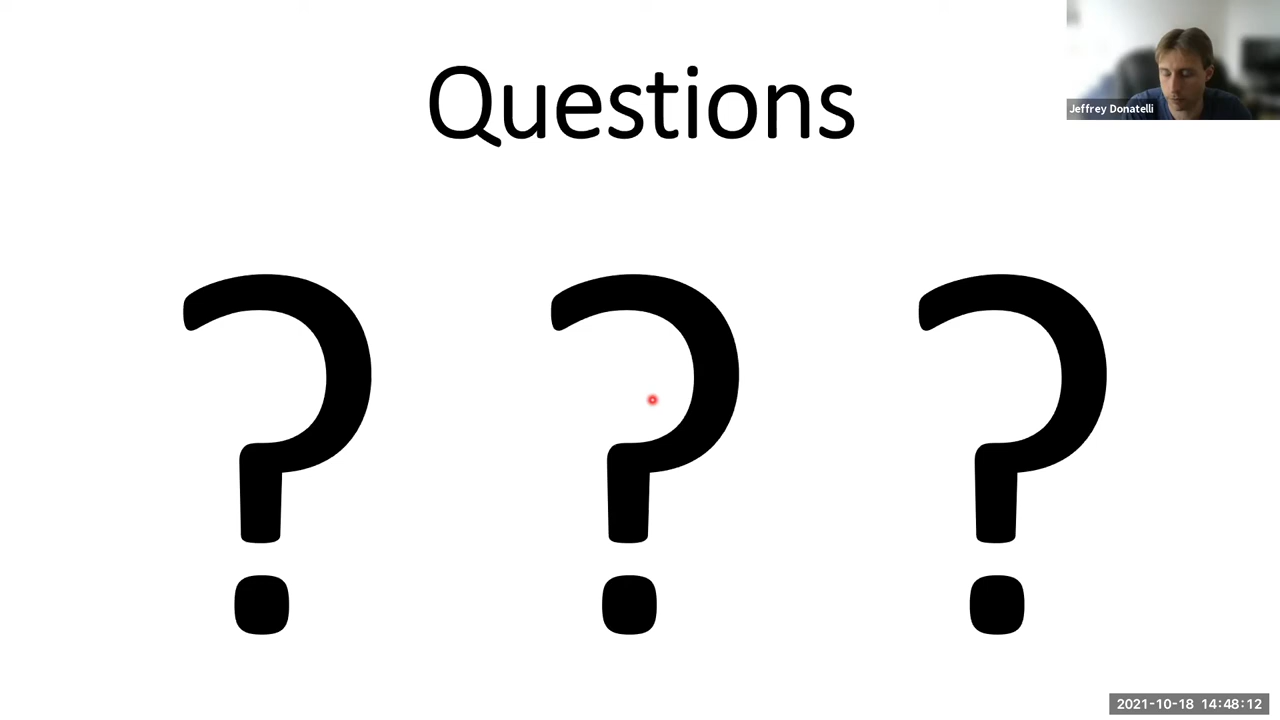 Questions
Jeffrey Donatelli
? ? ?
2021-10-18 14:48:12